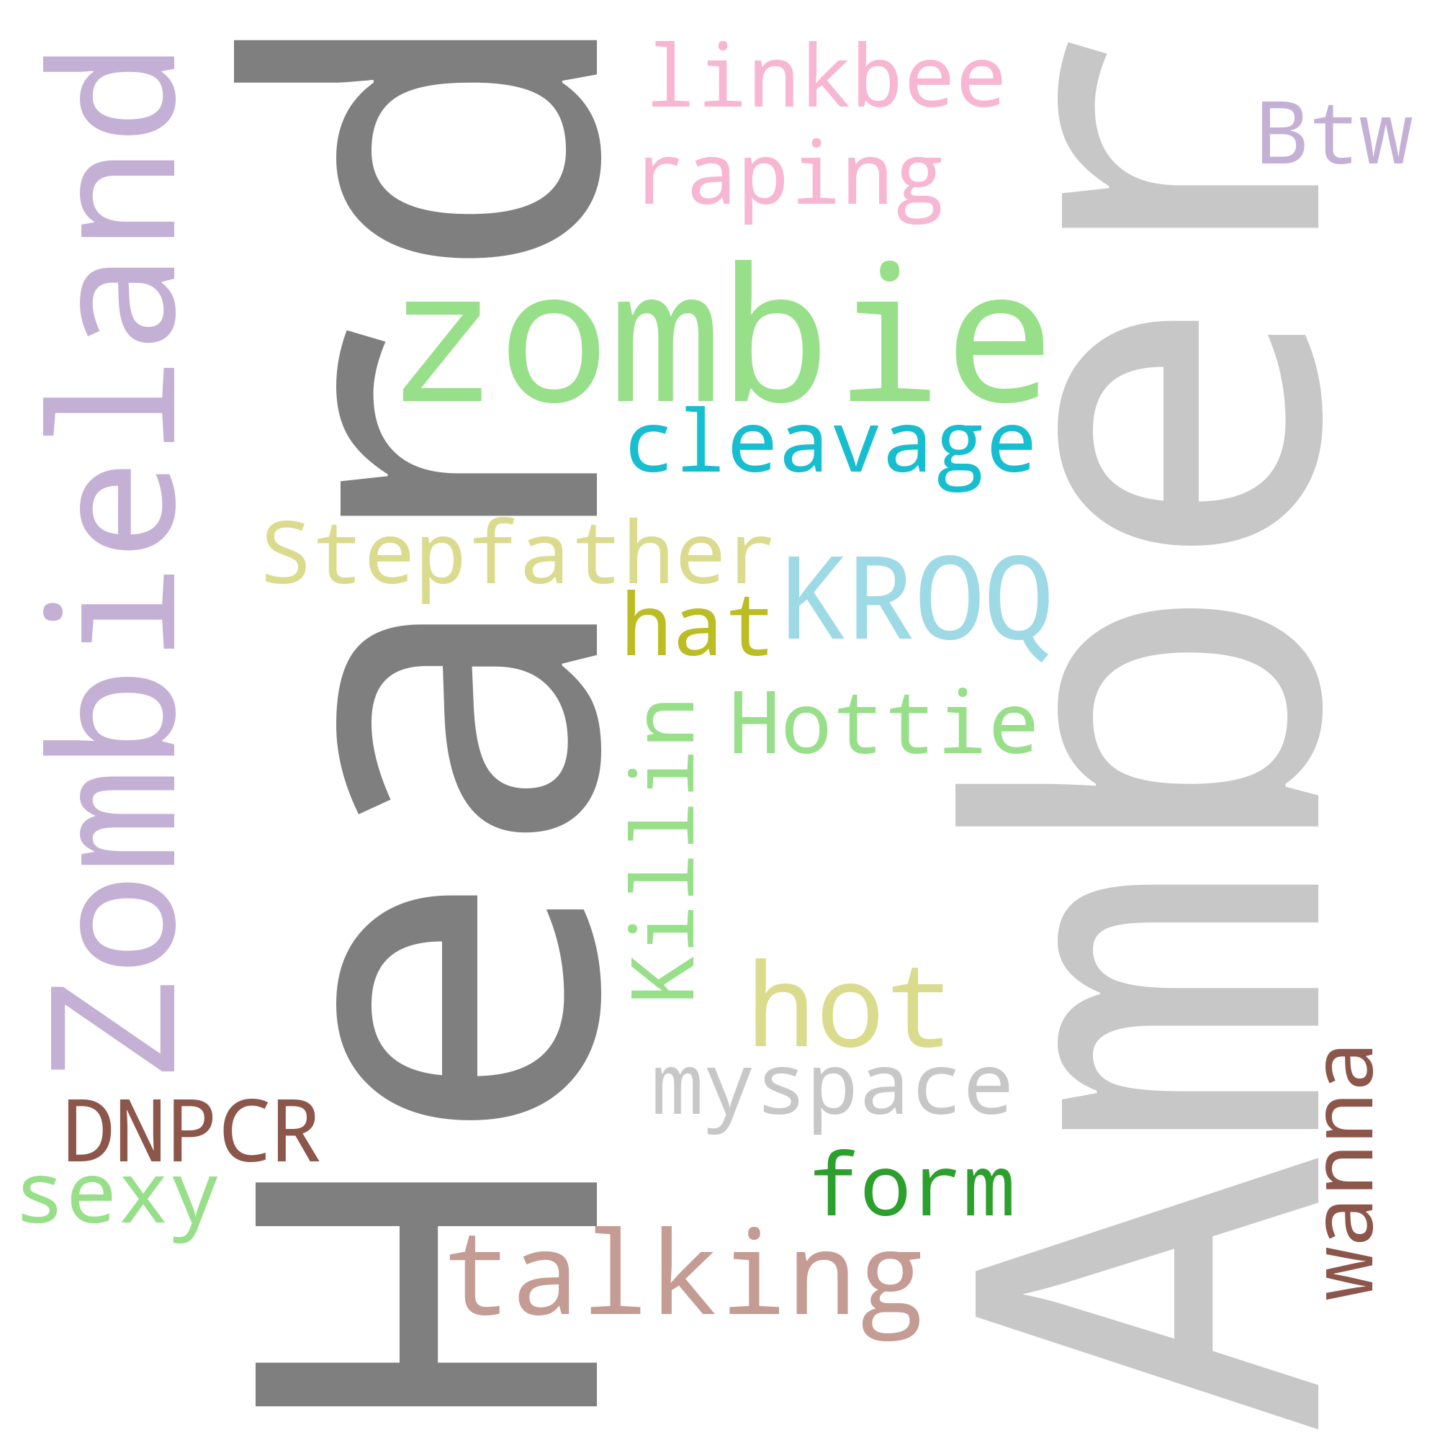 Zombieland
Heard
linkbee
raping
Btw
zombie
Amber
cleavage
Stepfather
KROQ
hat
Hottie
Killin
hot
myspace
wanna
DNPCR
sexy
form
talking